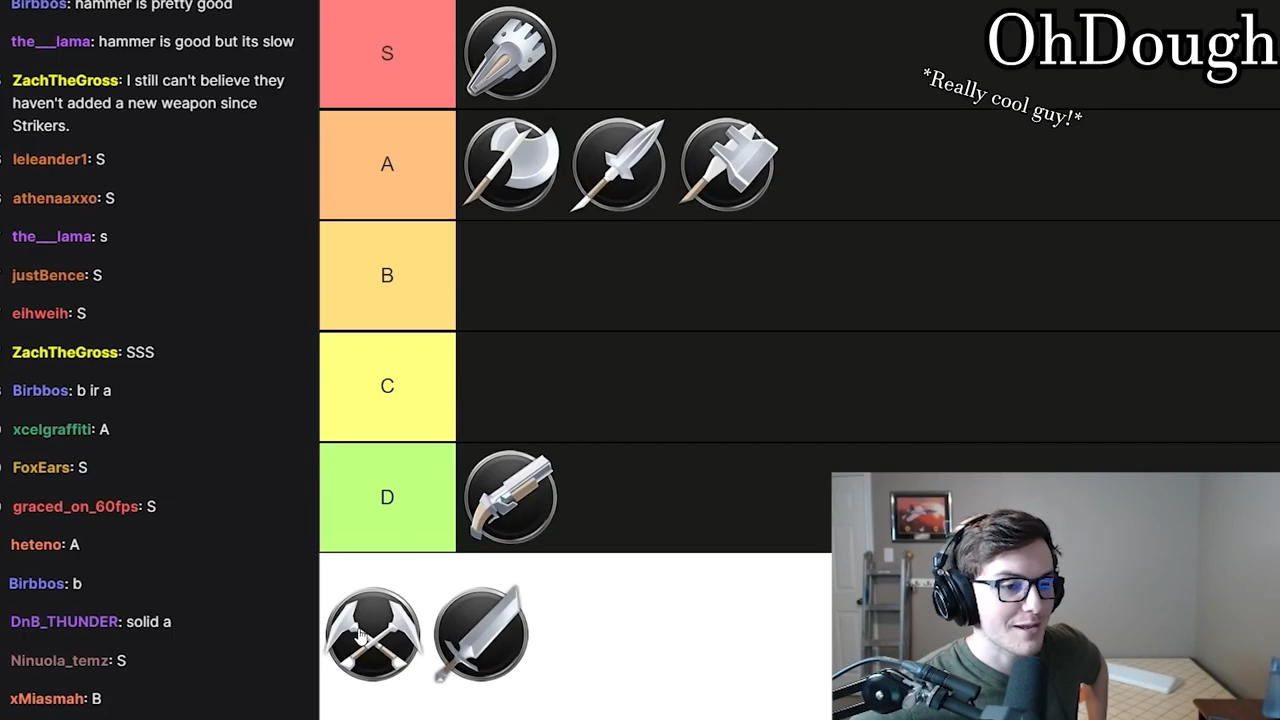 Birbbos: hammer is pretty good
the___lama: hammer is good but its slow
ZachTheGross: I still can't believe they
haven't added a new weapon since
Strikers.
leleander1: S
athenaaxxo: S
the___lama: s
justBence: S
eihweih: S
ZachTheGross: SSS
Birbbos: b ir a
xcelgraffiti: A
FoxEars: S
graced_on_60fps: S
heteno: A
Birbbos: b
DnB_THUNDER: solid a
Ninuola_temz: S
xMiasmah: B
S
A
B
C
D
OhDough
*Really cool guy!*